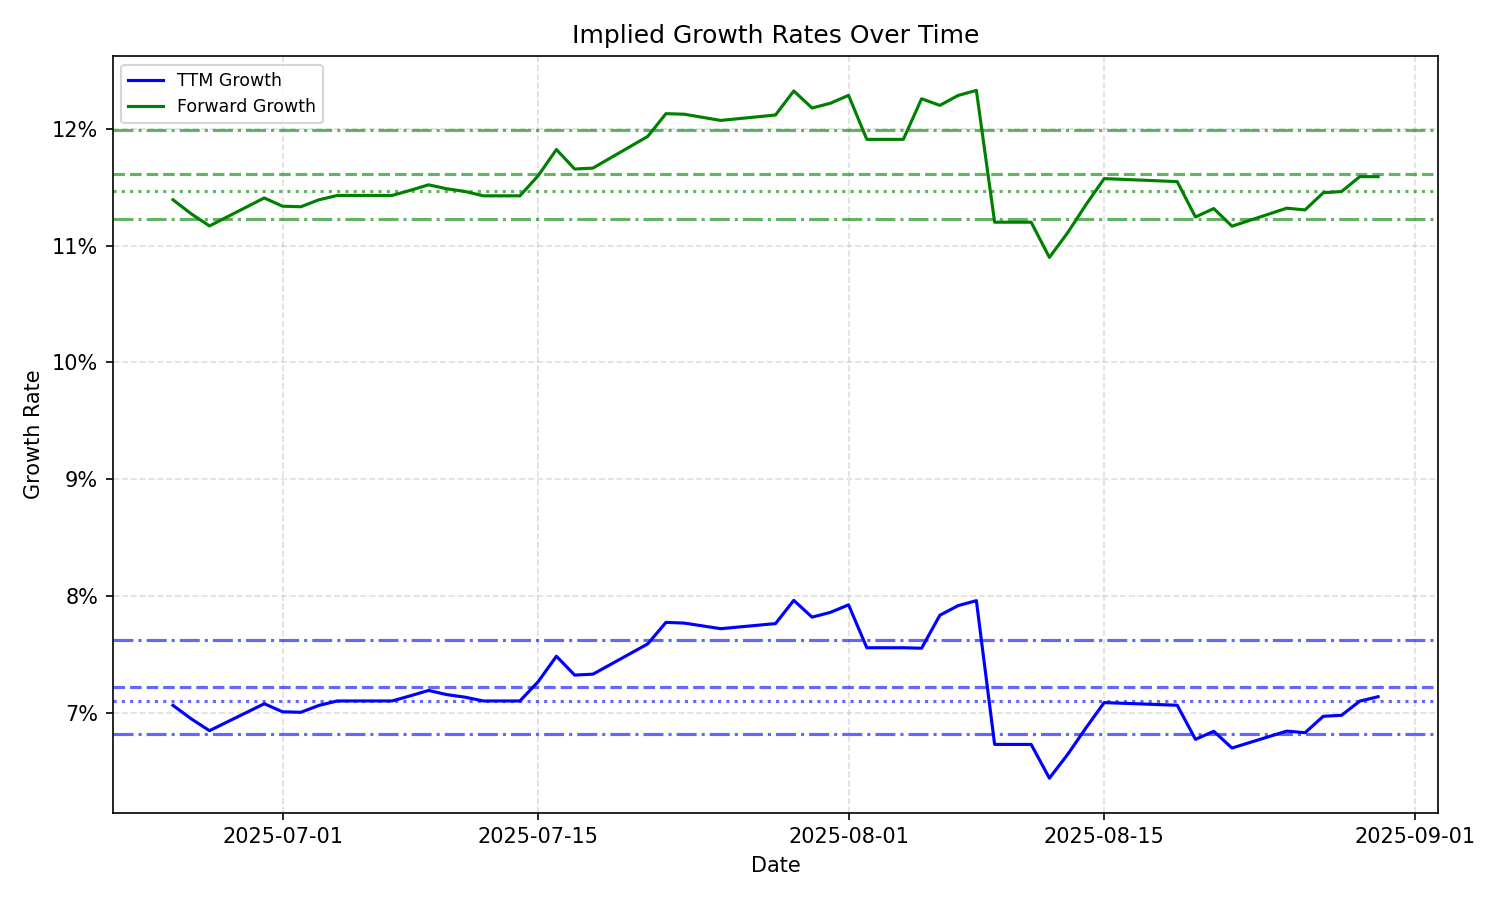 Implied Growth Rates Over Time
TTM Growth
Forward Growth
12%
11%
10%
9%
8%
7%
Growth Rate
2025-07-01
2025-07-15
2025-08-01
2025-08-15
2025-09-01
Date